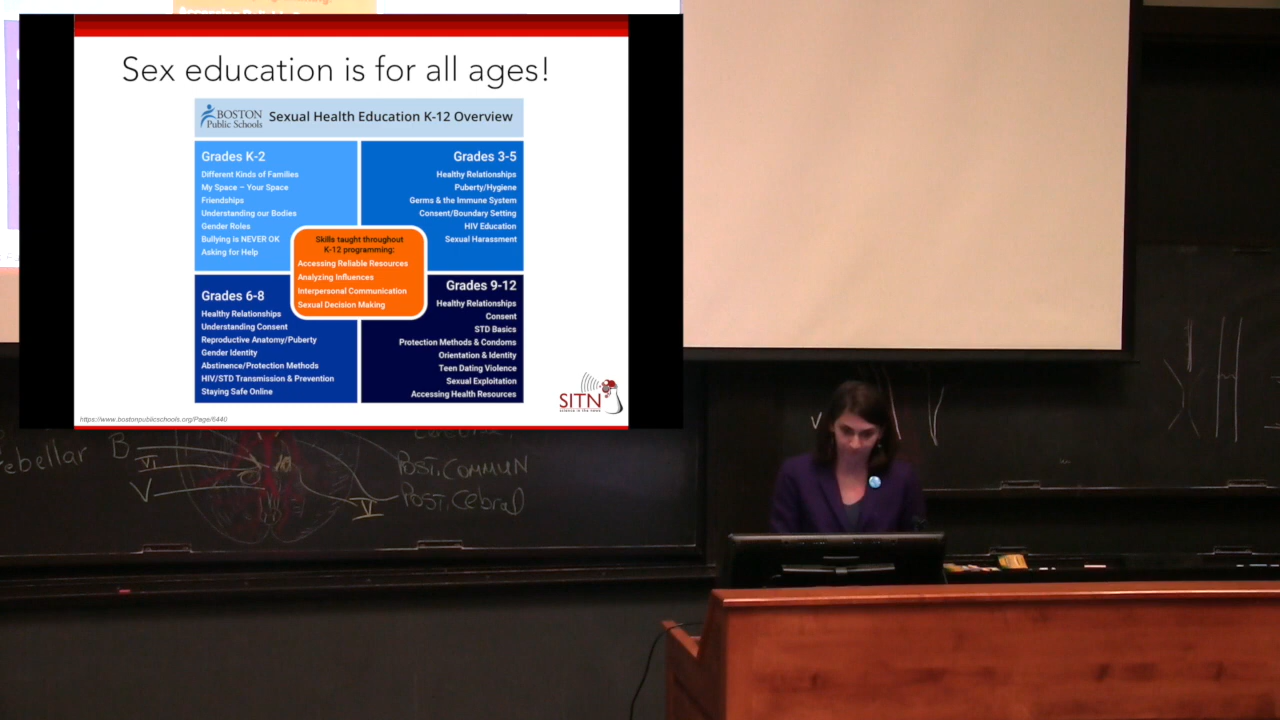 Sex education is for all ages!
BOSTON
Public Schools
Sexual Health Education K-12 Overview
Grades K-2
Different Kinds of Families
My Space – Your Space
Friendships
Understanding our Bodies
Gender Roles
Bullying is NEVER OK
Asking for Help
Grades 3-5
Healthy Relationships
Puberty/Hygiene
Germs & the Immune System
Consent/Boundary Setting
HIV Education
Sexual Harassment
Skills taught throughout
K-12 programming:
Accessing Reliable Resources
Analyzing Influences
Interpersonal Communication
Sexual Decision Making
Grades 6-8
Healthy Relationships
Understanding Consent
Reproductive Anatomy/Puberty
Gender Identity
Abstinence/Protection Methods
HIV/STD Transmission & Prevention
Staying Safe Online
Grades 9-12
Healthy Relationships
Consent
STD Basics
Protection Methods & Condoms
Orientation & Identity
Teen Dating Violence
Sexual Exploitation
Accessing Health Resources
SITN
science in the news
https://www.bostonpublicschools.org/Page/6440
ebellar B
VI
V
POST. COMMUN
POST. Cebral
V